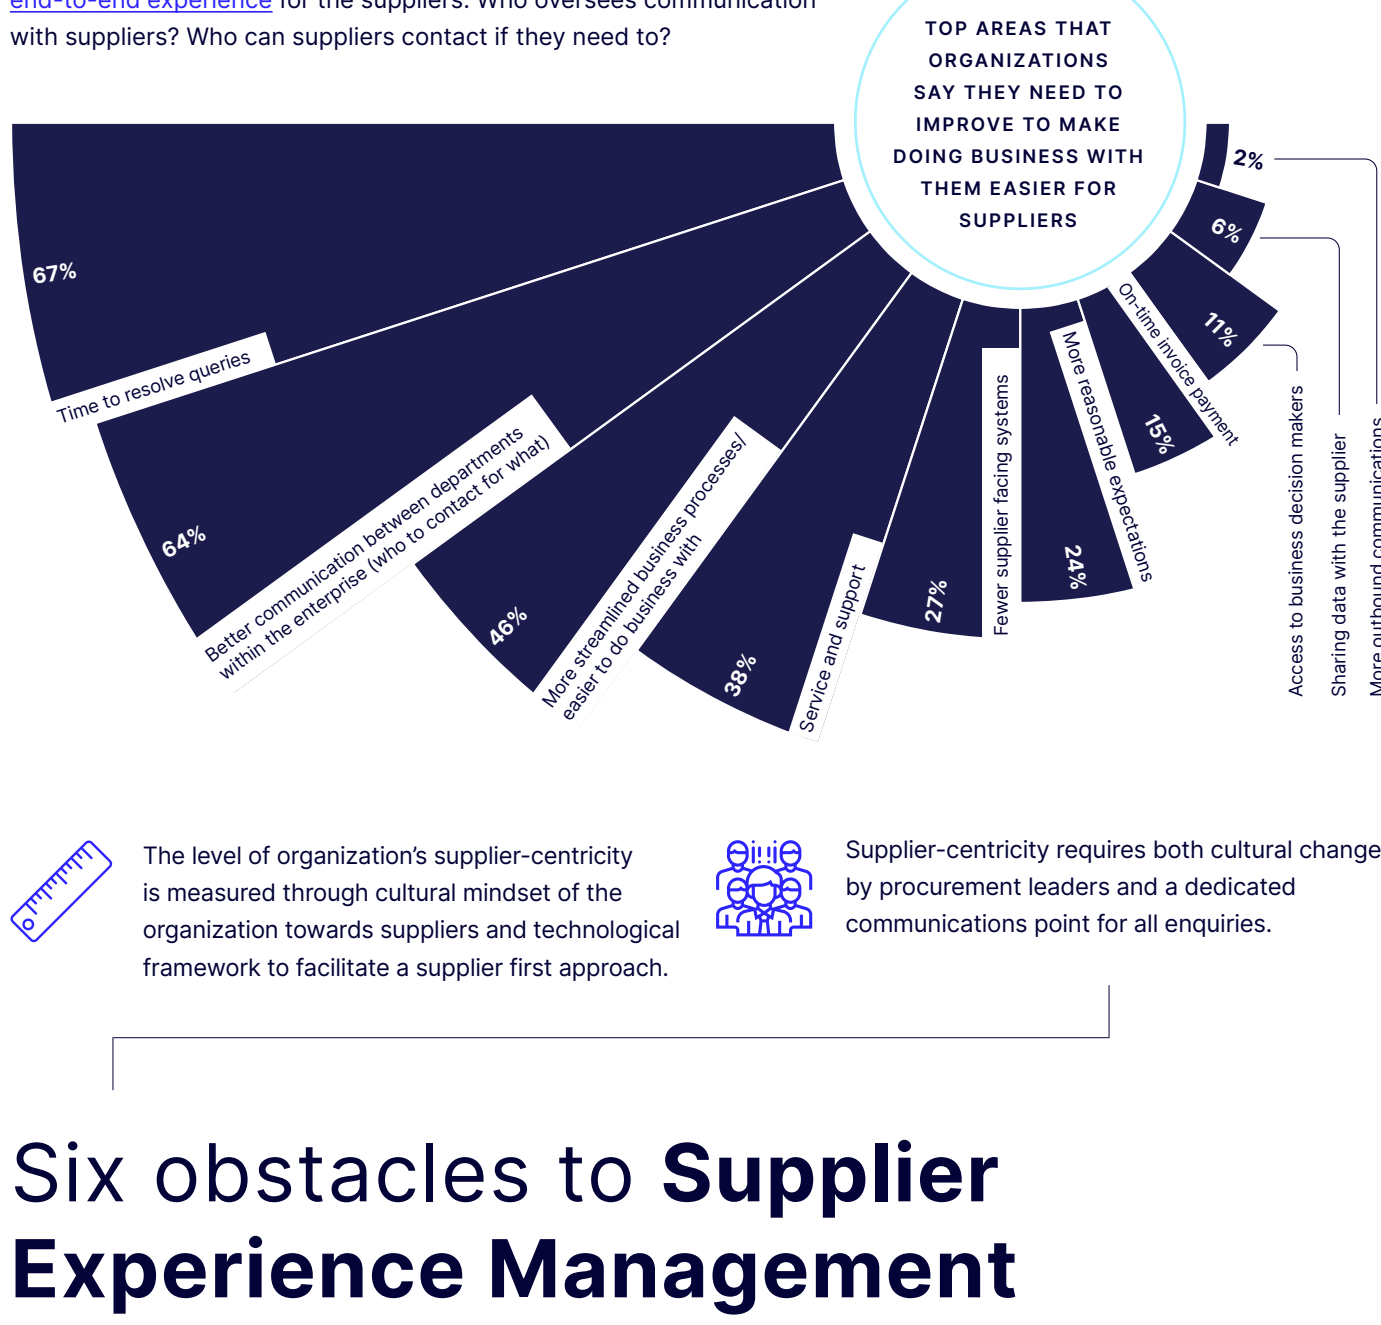 end-to-end experience for the suppliers. Who oversees communication
with suppliers? Who can suppliers contact if they need to?
TOP AREAS THAT
ORGANIZATIONS
SAY THEY NEED TO
IMPROVE TO MAKE
DOING BUSINESS WITH
THEM EASIER FOR
SUPPLIERS
67%
Time to resolve queries
64%
Better communication between departments
within the enterprise (who to contact for what)
46%
More streamlined business processes/
easier to do business with
38%
Service and support
27%
Fewer supplier facing systems
24%
More reasonable expectations
15%
On-time invoice payment
11%
Access to business decision makers
6%
Sharing data with the supplier
2%
More outbound communications
The level of organization’s supplier-centricity
is measured through cultural mindset of the
organization towards suppliers and technological
framework to facilitate a supplier first approach.
Supplier-centricity requires both cultural change
by procurement leaders and a dedicated
communications point for all enquiries.
Six obstacles to Supplier
Experience Management